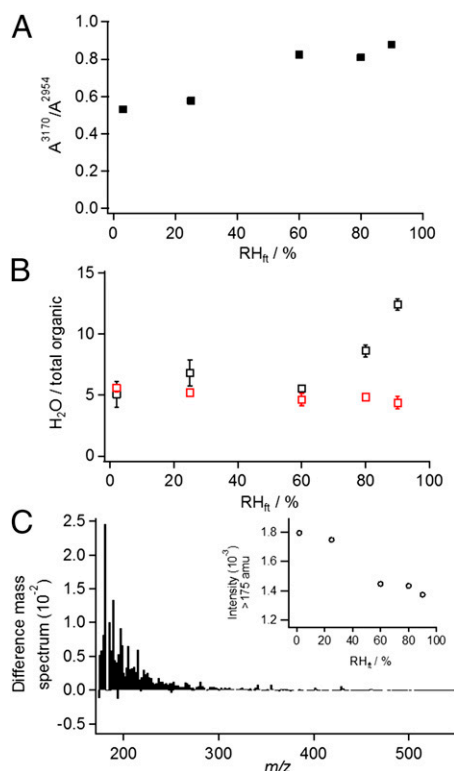 A
A³¹⁷⁰/A²⁹⁵⁴
1.0
0.8
0.6
0.4
0.2
0.0
0 20 40 60 80 100
RH_ft / %
B
H₂O / total organic
15
10
5
0
0 20 40 60 80 100
RH_ft / %
C
Difference mass
spectrum (10⁻²)
2.5
2.0
1.5
1.0
0.5
0.0
-0.5
200 300 400 500
m/z
Intensity (10⁻³)
>175 amu
1.8
1.6
1.4
1.2
0 20 40 60 80 100
RH_ft / %